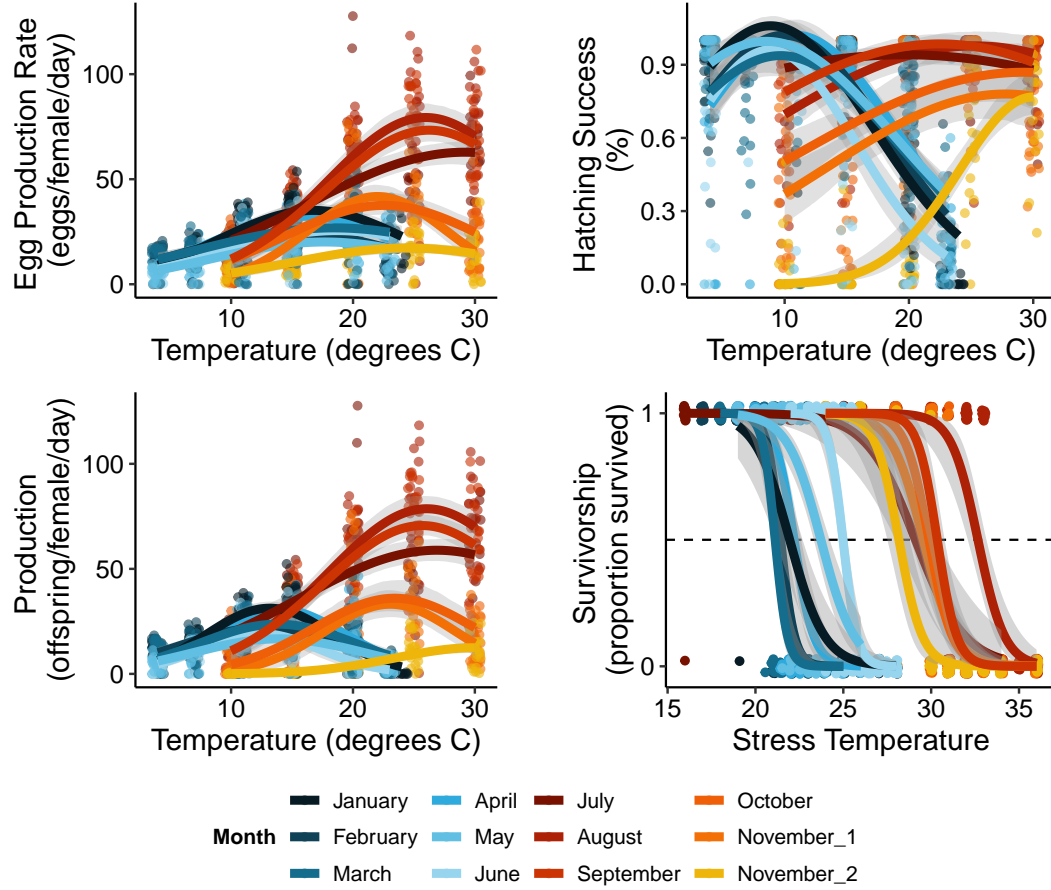 Egg Production Rate
(eggs/female/day)
100
50
0
10
20
30
Temperature (degrees C)
Hatching Success
(%)
0.9
0.6
0.3
0.0
10
20
30
Temperature (degrees C)
Production
(offspring/female/day)
100
50
0
10
20
30
Temperature (degrees C)
Survivorship
(proportion survived)
1
0
20
25
30
35
Stress Temperature
Month
January
February
March
April
May
June
July
August
September
October
November_1
November_2